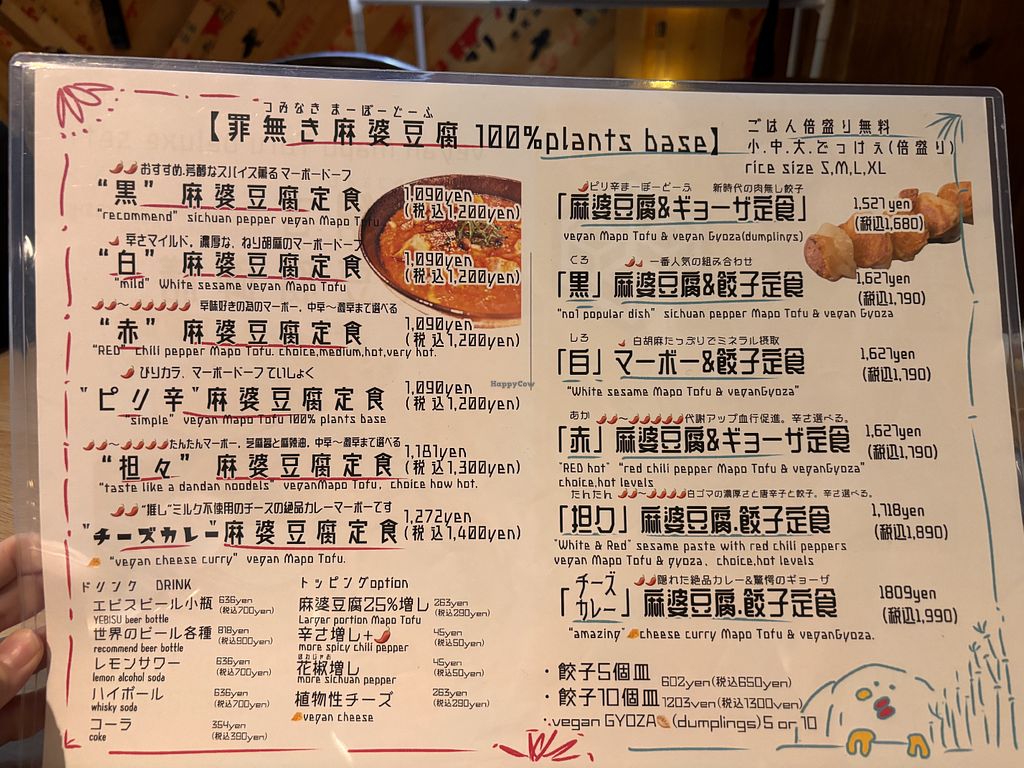 つみなき まーぼーどーふ
【罪無き麻婆豆腐 100%plants base】
ごはん倍盛り無料
小.中.大.でっけぇ(倍盛り)
rice size S,M,L,XL
おすすめ.芳醇なスパイス薫る マーボードーフ
“黒” 麻婆豆腐定食
1,090yen
(税込1,200yen)
"recommend" sichuan pepper vegan Mapo Tofu
辛さマイルド。濃厚な、ねり胡麻のマーボードーフ
“白” 麻婆豆腐定食
1,090yen
(税込1,200yen)
"mild" White sesame vegan Mapo Tofu
辛味好きの為のマーボー、中辛〜激辛まで選べる
“赤” 麻婆豆腐定食
1,090yen
(税込1,200yen)
"RED" chili pepper Mapo Tofu. choice,medium,hot,very hot.
ぴりカラ、マーボードーフ ていしょく
"ピリ辛"麻婆豆腐定食
1,090yen
(税込1,200yen)
"simple" vegan Mapo Tofu 100% plants base
たんたんマーボー。芝麻醤と麻辣油。中辛〜激辛まで選べる
“担々” 麻婆豆腐定食
1,181yen
(税込1,300yen)
"taste like a dandan noodels" veganMapo Tofu, choice how hot.
"推し"ミルク不使用のチーズの絶品カレーマーボーです
"チーズカレー"麻婆豆腐定食
1,272yen
(税込1,400yen)
"vegan cheese curry" vegan Mapo Tofu.
ドリンク DRINK
エビスビール小瓶 636yen
(税込700yen)
YEBISU beer bottle
世界のビール各種 818yen
(税込900yen)
recommend beer bottle
レモンサワー 636yen
(税込700yen)
lemon alcohol soda
ハイボール 636yen
(税込700yen)
whisky soda
コーラ 354yen
(税込390yen)
coke
トッピングoption
麻婆豆腐25%増し 263yen
(税込290yen)
Larger portion Mapo Tofu
辛さ増し+ 45yen
(税込50yen)
more spicy chili pepper
花椒増し 45yen
(税込50yen)
more sichuan pepper
植物性チーズ 263yen
(税込290yen)
vegan cheese
ピリ辛まーぼーどーふ 新時代の肉無し餃子
「麻婆豆腐&ギョーザ定食」
1,527yen
(税込1,680)
vegan Mapo Tofu & vegan Gyoza(dumplings)
くろ 一番人気の組み合わせ
「黒」麻婆豆腐&餃子定食
1,627yen
(税込1,790)
"no1 popular dish" sichuan pepper Mapo Tofu & vegan Gyoza
しろ 白胡麻たっぷりでミネラル摂取
「白」マーボー&餃子定食
1,627yen
(税込1,790)
"White sesame Mapo Tofu & veganGyoza"
あか 代謝アップ血行促進。辛さ選べる。
「赤」麻婆豆腐&ギョーザ定食
1,627yen
(税込1,790)
"RED hot" "red chili pepper Mapo Tofu & veganGyoza"
choice,hot levels
たんたん 白ゴマの濃厚さと唐辛子と餃子。辛さ選べる。
「担々」麻婆豆腐.餃子定食
1,718yen
(税込1,890)
"White & Red" sesame paste with red chili peppers
vegan Mapo Tofu & gyoza、choice,hot levels
隠れた絶品カレー&驚愕のギョーザ
「チーズカレー」麻婆豆腐.餃子定食
1809yen
(税込1,990)
"amazing" cheese curry Mapo Tofu & veganGyoza.
・餃子5個皿 602yen(税込650yen)
・餃子10個皿 1203yen(税込1300yen)
vegan GYOZA (dumplings)5 or 10
HappyCow